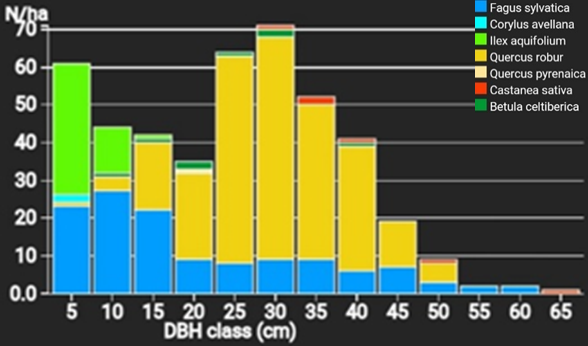 N/ha
Fagus sylvatica
Corylus avellana
Ilex aquifolium
Quercus robur
Quercus pyrenaica
Castanea sativa
Betula celtiberica
70
60
50
40
30
20
10
0.0
5 10 15 20 25 30 35 40 45 50 55 60 65
DBH class (cm)